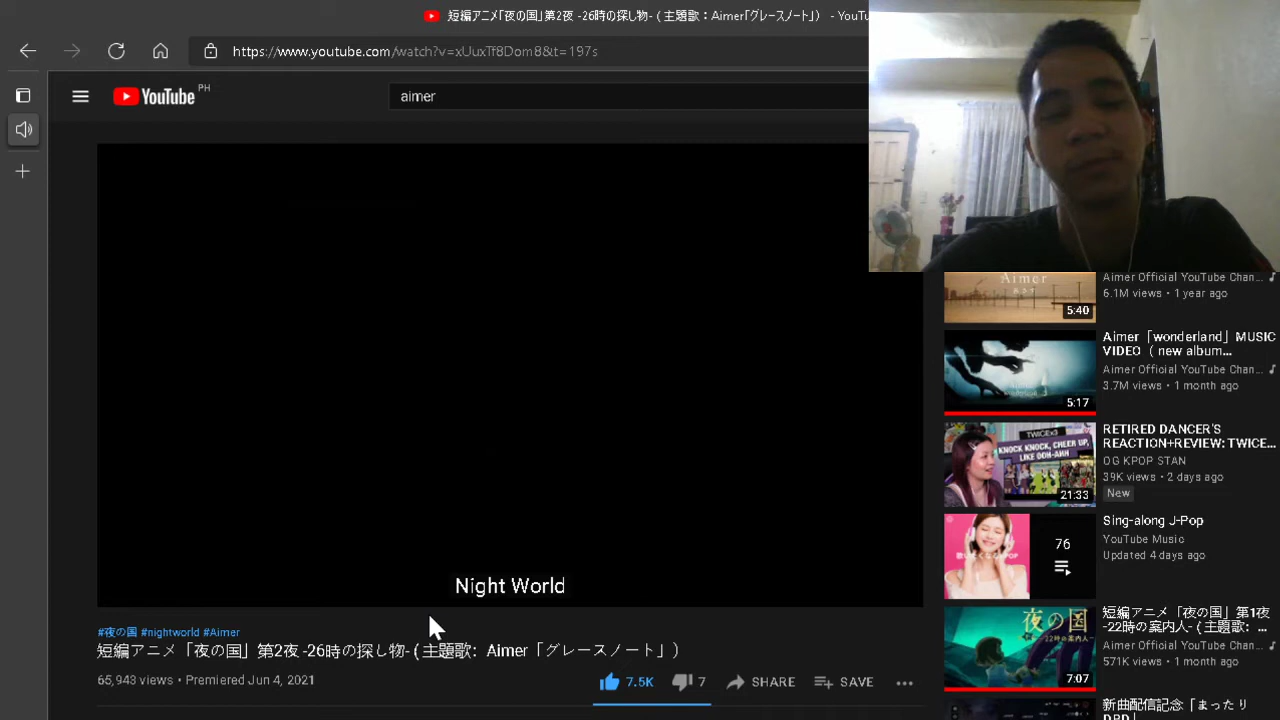 短編アニメ「夜の国」第2夜 -26時の探し物- ( 主題歌：Aimer「グレースノート」） - YouTu
https://www.youtube.com/watch?v=xUuxTf8Dom8&t=197s
YouTube PH
aimer
Night World
#夜の国 #nightworld #Aimer
短編アニメ「夜の国」第2夜 -26時の探し物- ( 主題歌：Aimer「グレースノート」）
65,943 views • Premiered Jun 4, 2021
7.5K
7
SHARE
SAVE
Aimer
5:40
Aimer Official YouTube Chan...
6.1M views • 1 year ago
5:17
Aimer「wonderland」MUSIC
VIDEO（ new album...
Aimer Official YouTube Chan...
3.7M views • 1 month ago
TWICEx3
KNOCK KNOCK, CHEER UP,
LIKE OOH-AHH
21:33
RETIRED DANCER'S
REACTION+REVIEW: TWICE...
OG KPOP STAN
39K views • 2 days ago
New
76
Sing-along J-Pop
YouTube Music
Updated 4 days ago
夜の国
22時の案内人
7:07
短編アニメ「夜の国」第1夜
-22時の案内人- ( 主題歌：...
Aimer Official YouTube Chan...
571K views • 1 month ago
新曲配信記念「まったり